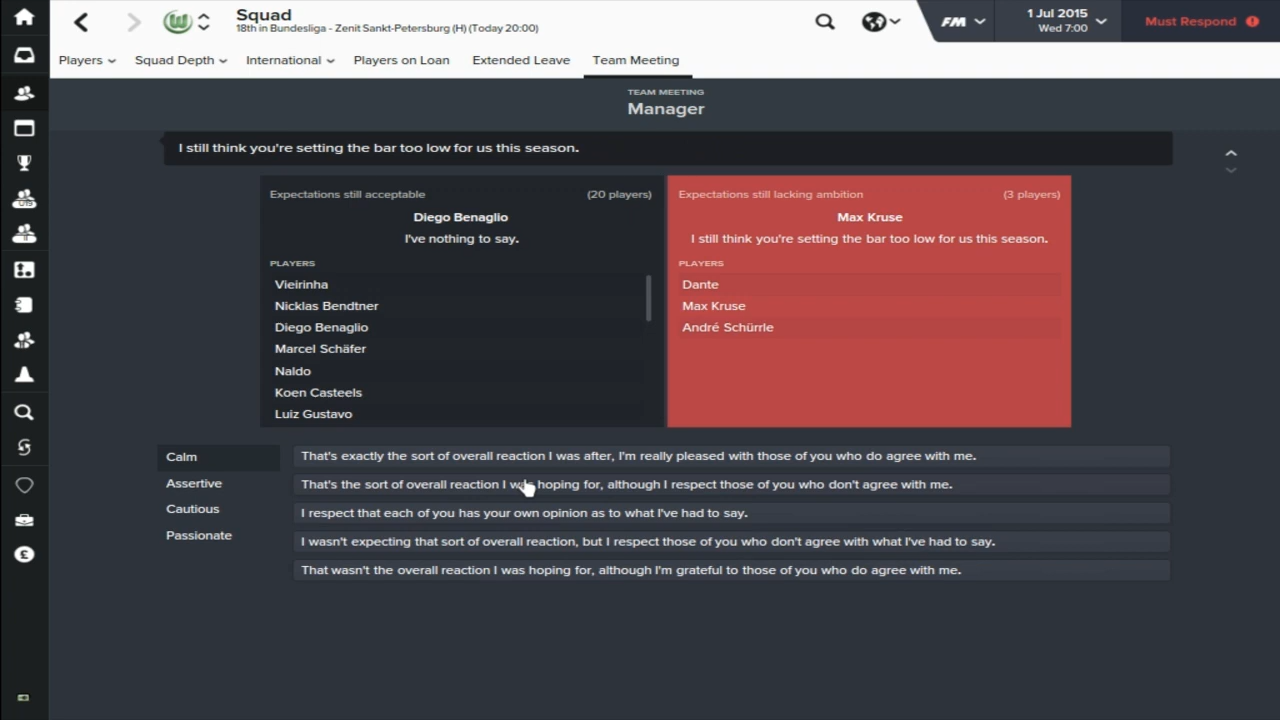 Squad
18th in Bundesliga - Zenit Sankt-Petersburg (H) (Today 20:00)
FM
1 Jul 2015
Wed 7:00
Must Respond
Players
Squad Depth
International
Players on Loan
Extended Leave
Team Meeting
TEAM MEETING
Manager
I still think you're setting the bar too low for us this season.
Expectations still acceptable (20 players)
Diego Benaglio
I've nothing to say.
PLAYERS
Vieirinha
Nicklas Bendtner
Diego Benaglio
Marcel Schäfer
Naldo
Koen Casteels
Luiz Gustavo
Expectations still lacking ambition (3 players)
Max Kruse
I still think you're setting the bar too low for us this season.
PLAYERS
Dante
Max Kruse
André Schürrle
Calm
Assertive
Cautious
Passionate
That's exactly the sort of overall reaction I was after, I'm really pleased with those of you who do agree with me.
That's the sort of overall reaction I was hoping for, although I respect those of you who don't agree with me.
I respect that each of you has your own opinion as to what I've had to say.
I wasn't expecting that sort of overall reaction, but I respect those of you who don't agree with what I've had to say.
That wasn't the overall reaction I was hoping for, although I'm grateful to those of you who do agree with me.